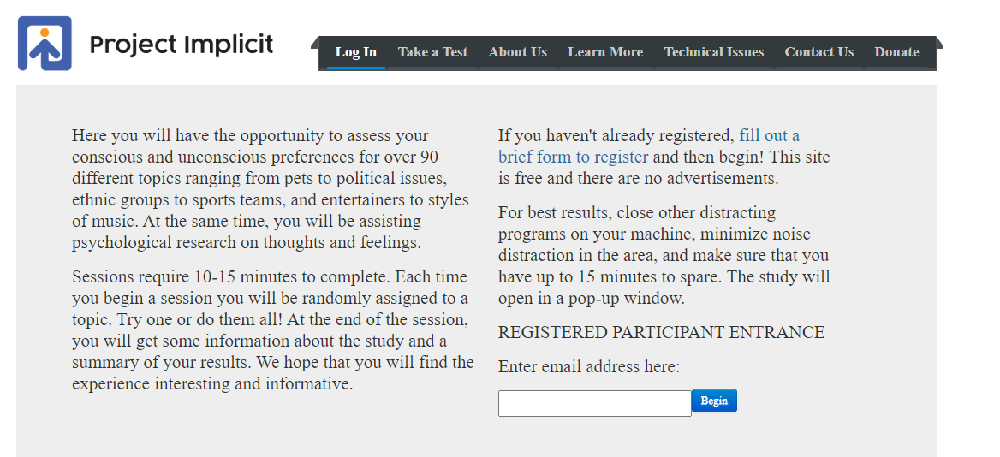 Project Implicit
Log In Take a Test About Us Learn More Technical Issues Contact Us Donate
Here you will have the opportunity to assess your
conscious and unconscious preferences for over 90
different topics ranging from pets to political issues,
ethnic groups to sports teams, and entertainers to styles
of music. At the same time, you will be assisting
psychological research on thoughts and feelings.
Sessions require 10-15 minutes to complete. Each time
you begin a session you will be randomly assigned to a
topic. Try one or do them all! At the end of the session,
you will get some information about the study and a
summary of your results. We hope that you will find the
experience interesting and informative.
If you haven't already registered, fill out a
brief form to register and then begin! This site
is free and there are no advertisements.
For best results, close other distracting
programs on your machine, minimize noise
distraction in the area, and make sure that you
have up to 15 minutes to spare. The study will
open in a pop-up window.
REGISTERED PARTICIPANT ENTRANCE
Enter email address here:
Begin